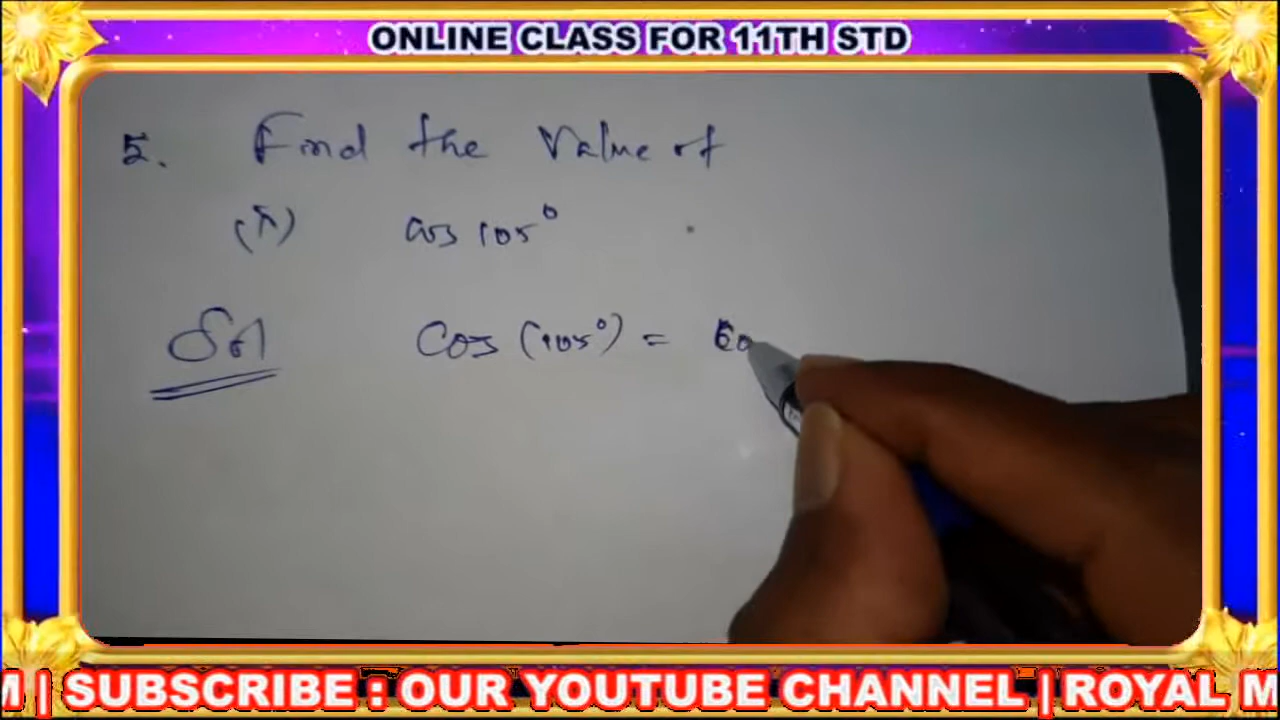 ONLINE CLASS FOR 11TH STD
5. Find the Value of
(i) cos 105°
Sol
Cos (105°) = Co
M | SUBSCRIBE : OUR YOUTUBE CHANNEL | ROYAL M